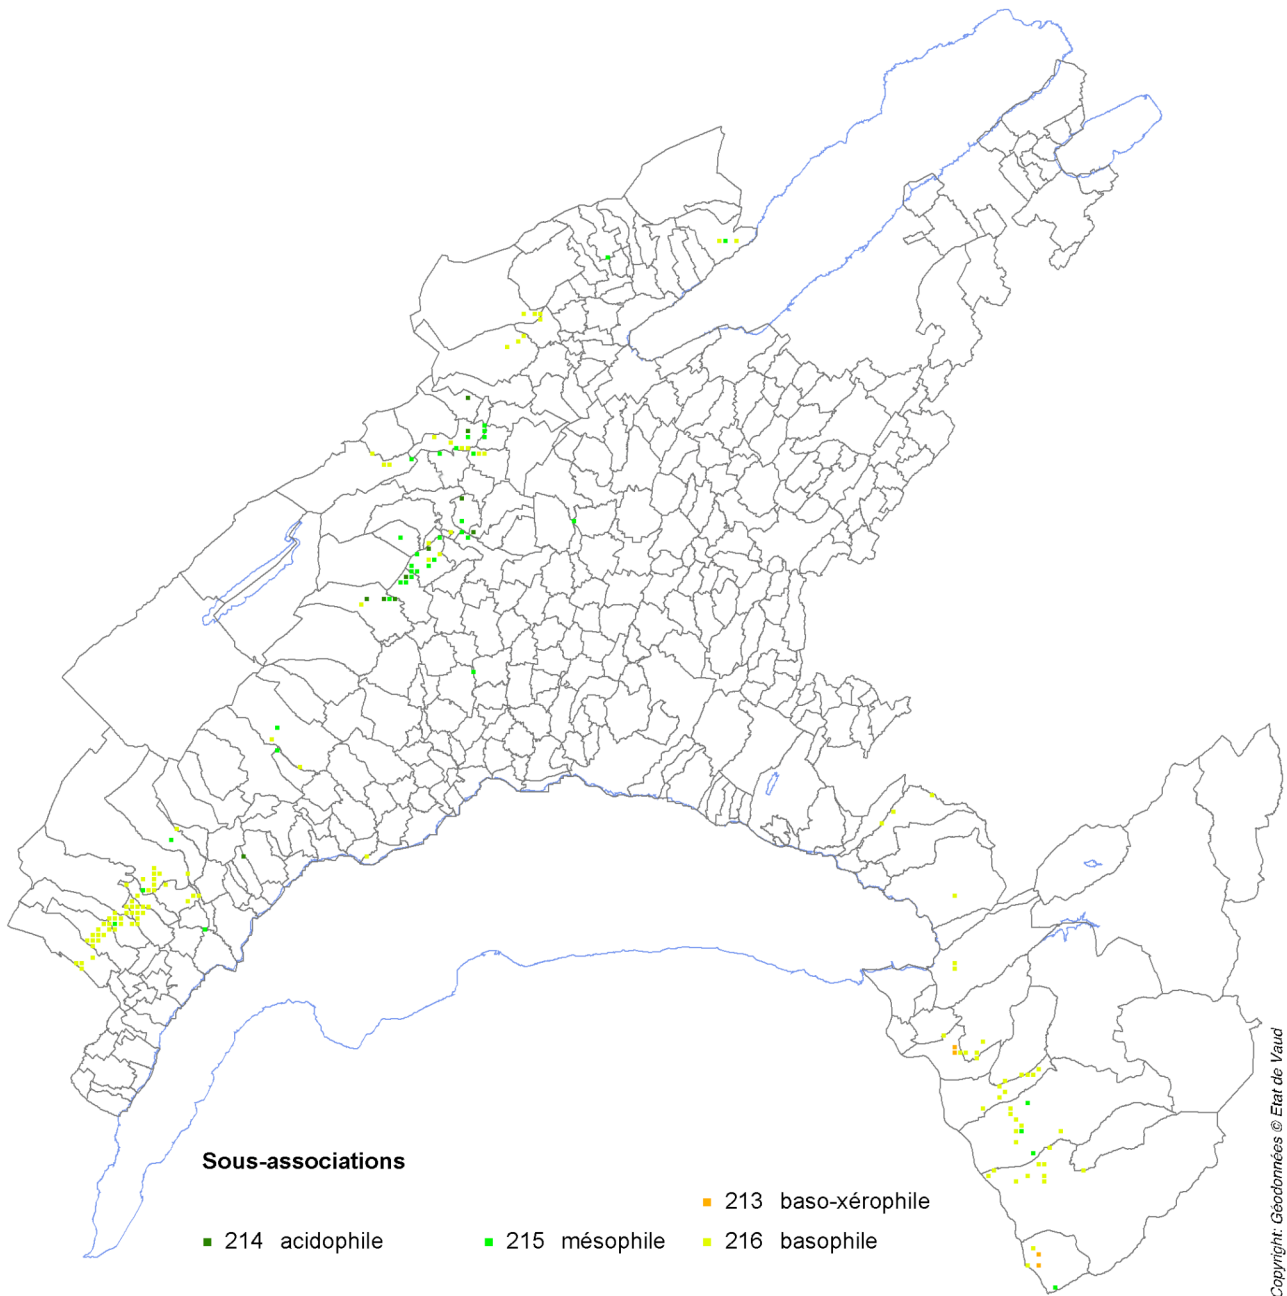 Sous-associations
213 baso-xérophile
214 acidophile 215 mésophile 216 basophile
Copyright: Géodonnées © Etat de Vaud